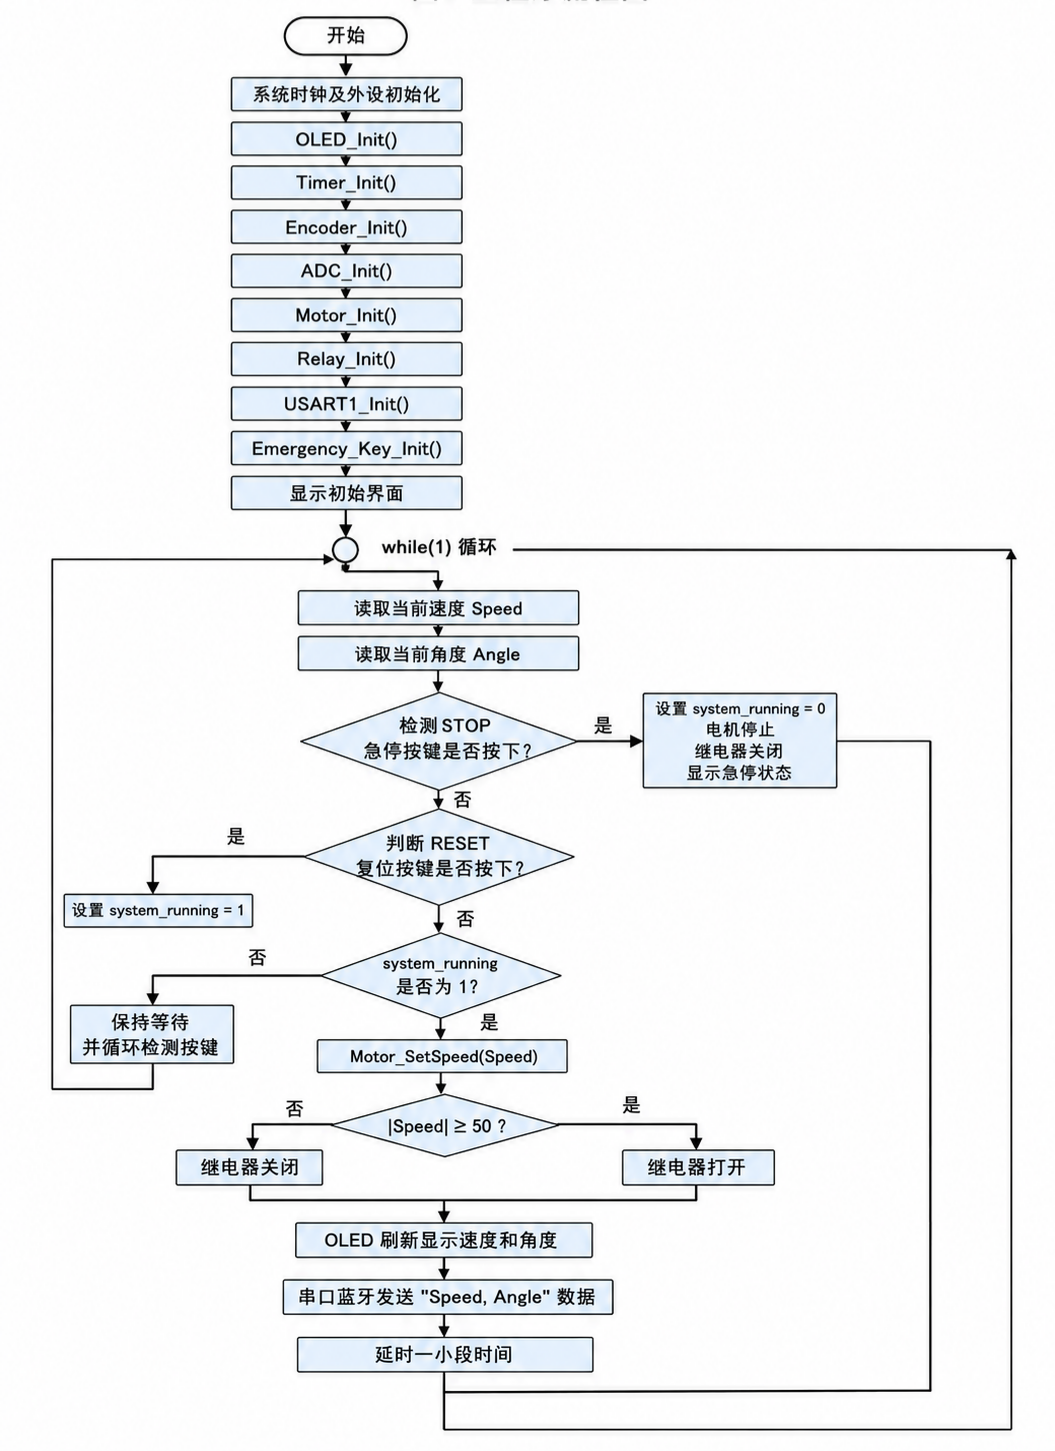 开始
系统时钟及外设初始化
OLED_Init()
Timer_Init()
Encoder_Init()
ADC_Init()
Motor_Init()
Relay_Init()
USART1_Init()
Emergency_Key_Init()
显示初始界面
while(1) 循环
读取当前速度 Speed
读取当前角度 Angle
检测 STOP
急停按键是否按下?
是
设置 system_running = 0
电机停止
继电器关闭
显示急停状态
否
判断 RESET
复位按键是否按下?
是
设置 system_running = 1
否
system_running
是否为 1?
否
保持等待
并循环检测按键
是
Motor_SetSpeed(Speed)
|Speed| ≥ 50 ?
否
是
继电器关闭
继电器打开
OLED 刷新显示速度和角度
串口蓝牙发送 "Speed, Angle" 数据
延时一小段时间